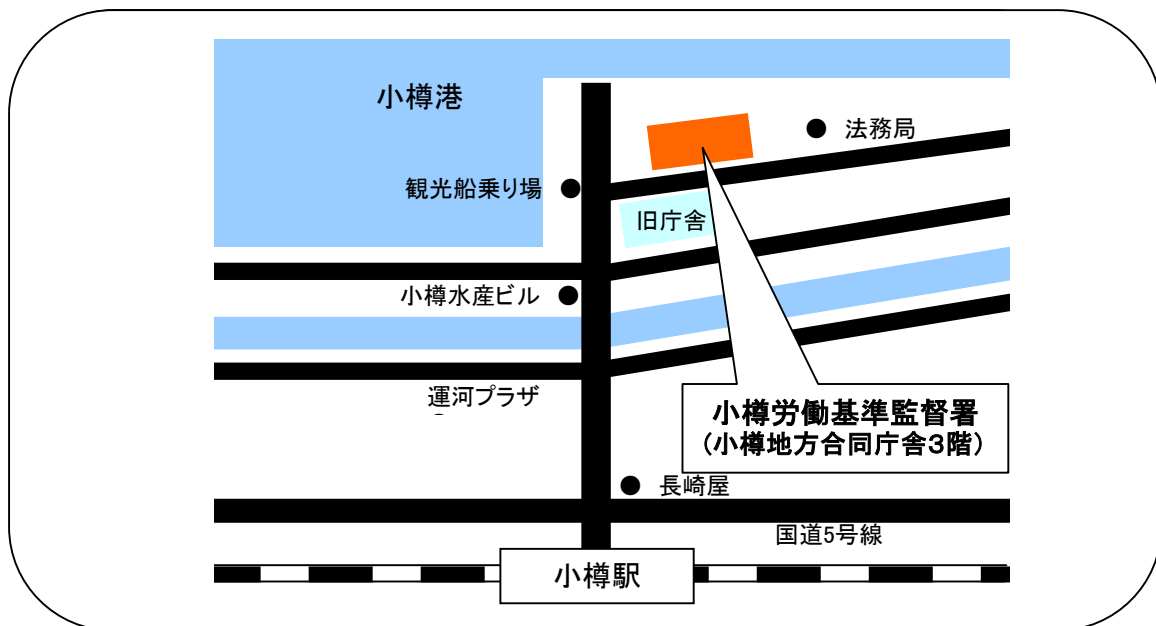 小樽港
法務局
観光船乗り場
旧庁舎
小樽水産ビル
運河プラザ
小樽労働基準監督署
（小樽地方合同庁舎3階）
長崎屋
国道5号線
小樽駅